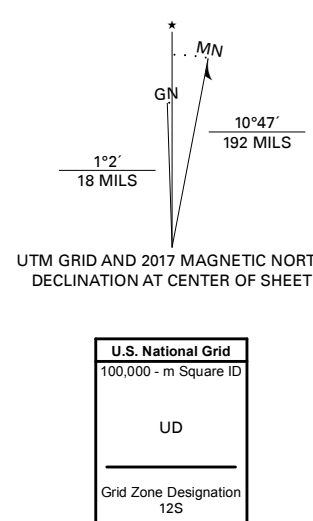 ★
MN
GN
10°47´
192 MILS
1°2´
18 MILS
UTM GRID AND 2017 MAGNETIC NORT
DECLINATION AT CENTER OF SHEET
U.S. National Grid
100,000 - m Square ID
UD
Grid Zone Designation
12S